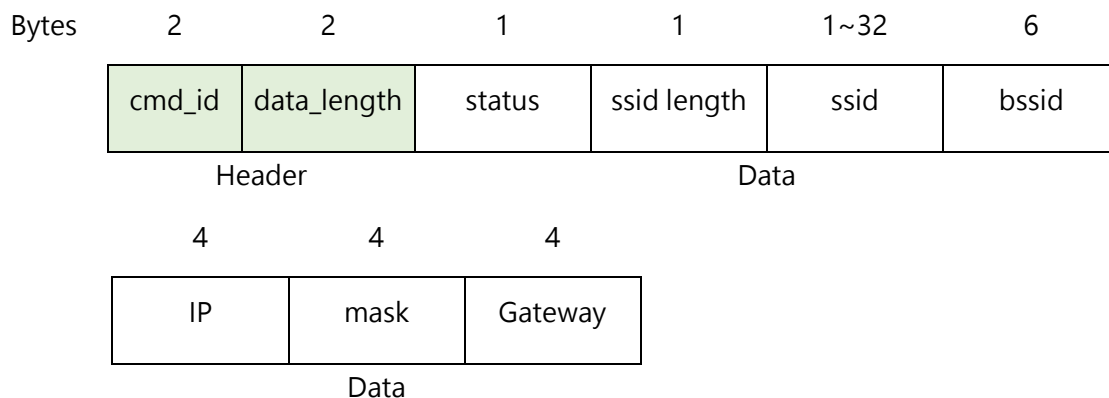 Bytes 2 2 1 1 1~32 6
cmd_id data_length status ssid length ssid bssid
Header Data
4 4 4
IP mask Gateway
Data